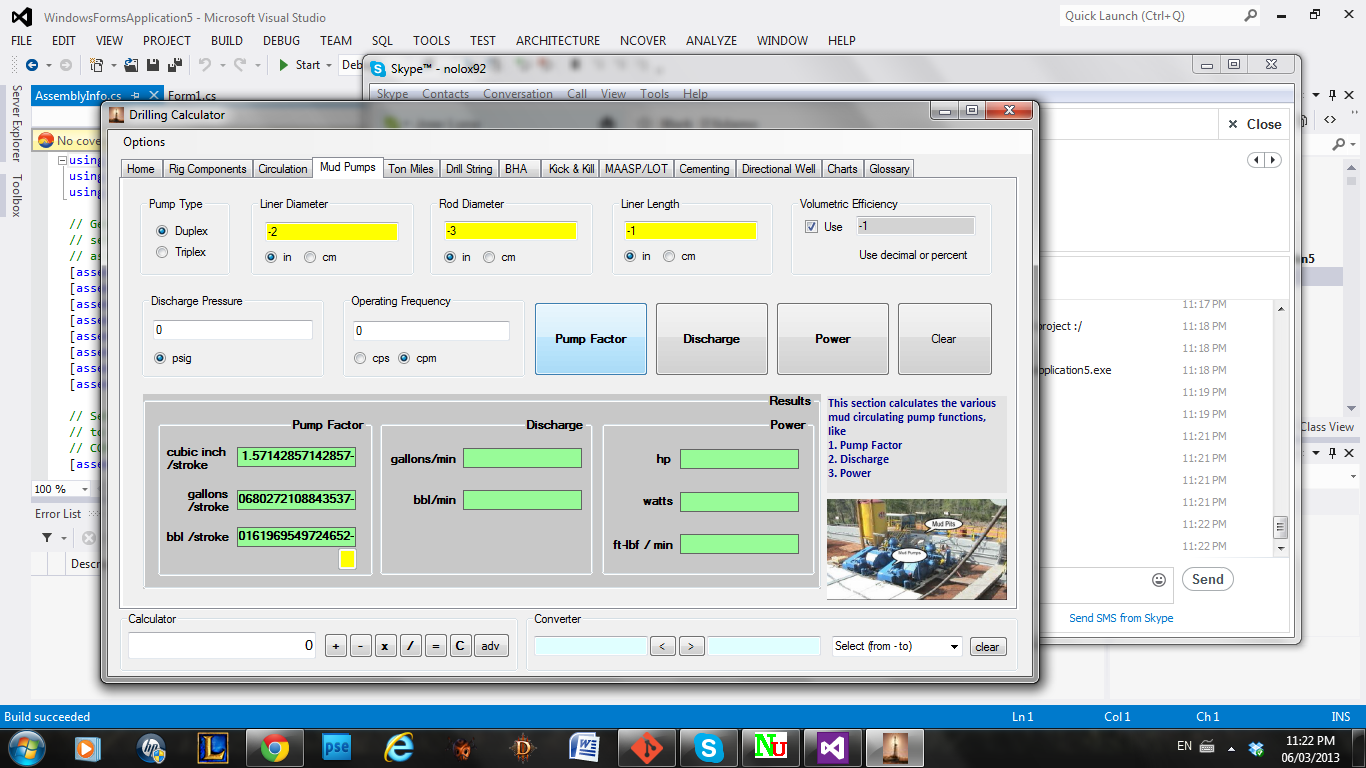 WindowsFormsApplication5 - Microsoft Visual Studio
Quick Launch (Ctrl+Q)
FILE EDIT VIEW PROJECT BUILD DEBUG TEAM SQL TOOLS TEST ARCHITECTURE NCOVER ANALYZE WINDOW HELP
Start
Skype™ - nolox92
Skype Contacts Conversation Call View Tools Help
Server Explorer
Toolbox
AssemblyInfo.cs
Form1.cs
Drilling Calculator
Close
Options
No cove
Home Rig Components Circulation Mud Pumps Ton Miles Drill String BHA Kick & Kill MAASP/LOT Cementing Directional Well Charts Glossary
using
using
using
Pump Type
Duplex
Triplex
Liner Diameter
-2
in cm
Rod Diameter
-3
in cm
Liner Length
-1
in cm
Volumetric Efficiency
Use -1
Use decimal or percent
// Ge
// se
// as
[asse
[asse
[asse
[asse
[asse
[asse
[asse
[asse
// Se
// to
// CO
[asse
Discharge Pressure
0
psig
Operating Frequency
0
cps cpm
Pump Factor
Discharge
Power
Clear
Results
Pump Factor
cubic inch
/stroke
1.57142857142857-
gallons
/stroke
0680272108843537-
bbl /stroke
0161969549724652-
Discharge
gallons/min
bbl/min
Power
hp
watts
ft-lbf / min
This section calculates the various
mud circulating pump functions,
like
1. Pump Factor
2. Discharge
3. Power
Mud Pits
Mud Pumps
Calculator
0 + - x / = C adv
Converter
< > Select (from - to) clear
n5
11:17 PM
project :/ 11:18 PM
11:18 PM
plication5.exe 11:18 PM
11:19 PM
11:19 PM
11:21 PM
11:21 PM
11:21 PM
11:21 PM
11:22 PM
11:22 PM
Class View
Send
Send SMS from Skype
100 %
Error List
Descr
Build succeeded
Ln 1 Col 1 Ch 1 INS
hp
L
pse
D
W
NU
EN
11:22 PM
06/03/2013